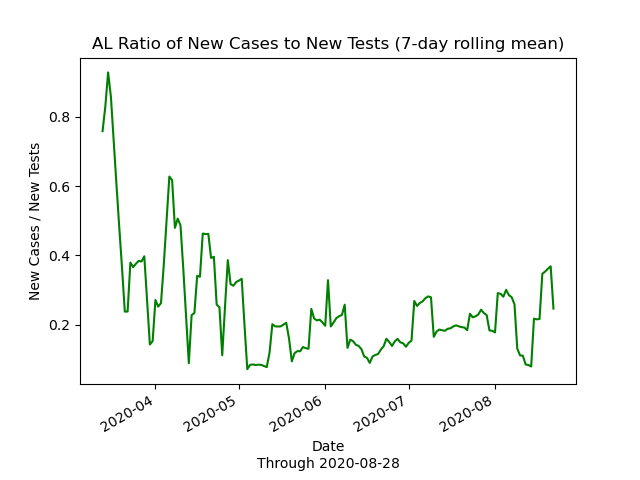 AL Ratio of New Cases to New Tests (7-day rolling mean)
New Cases / New Tests
0.8
0.6
0.4
0.2
2020-04
2020-05
2020-06
2020-07
2020-08
Date
Through 2020-08-28